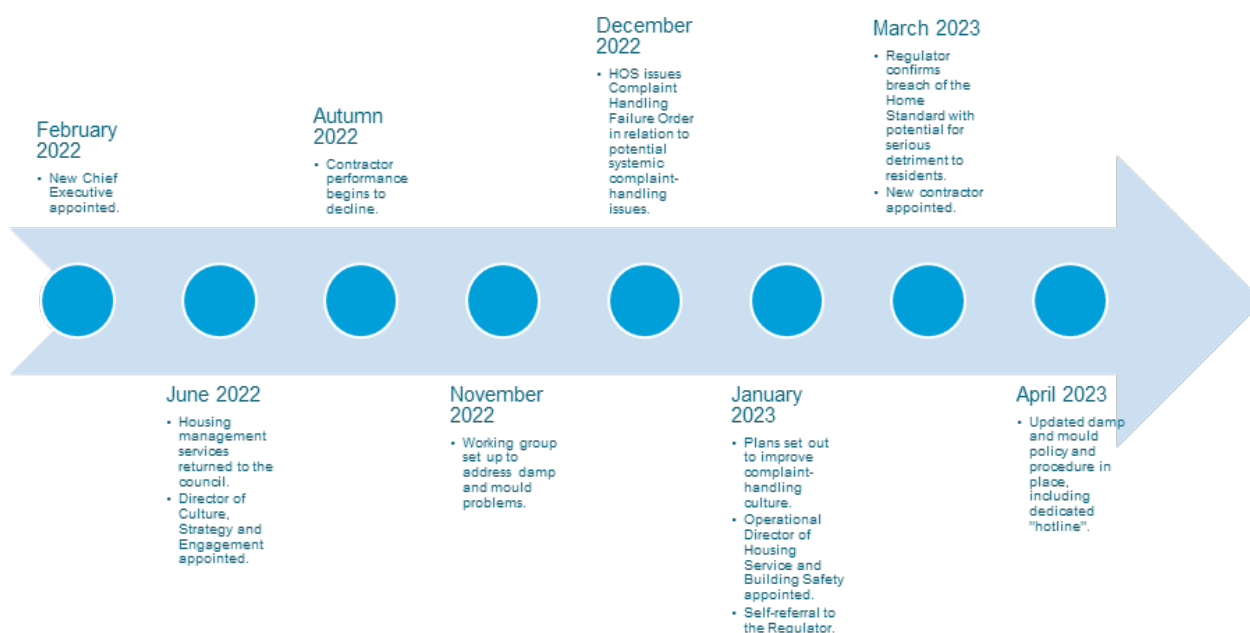 February
2022
• New Chief
Executive
appointed.
June 2022
• Housing
management
services
returned to the
council.
• Director of
Culture,
Strategy and
Engagement
appointed.
Autumn
2022
• Contractor
performance
begins to
decline.
November
2022
• Working group
set up to
address damp
and mould
problems.
December
2022
• HOS issues
Complaint
Handling
Failure Order
in relation to
potential
systemic
complaint-
handling
issues.
January
2023
• Plans set out
to improve
complaint-
handling
culture.
• Operational
Director of
Housing
Service and
Building Safety
appointed.
• Self-referral to
the Regulator.
March 2023
• Regulator
confirms
breach of the
Home
Standard with
potential for
serious
detriment to
residents.
• New contractor
appointed.
April 2023
• Updated damp
and mould
policy and
procedure in
place,
including
dedicated
"hotline".